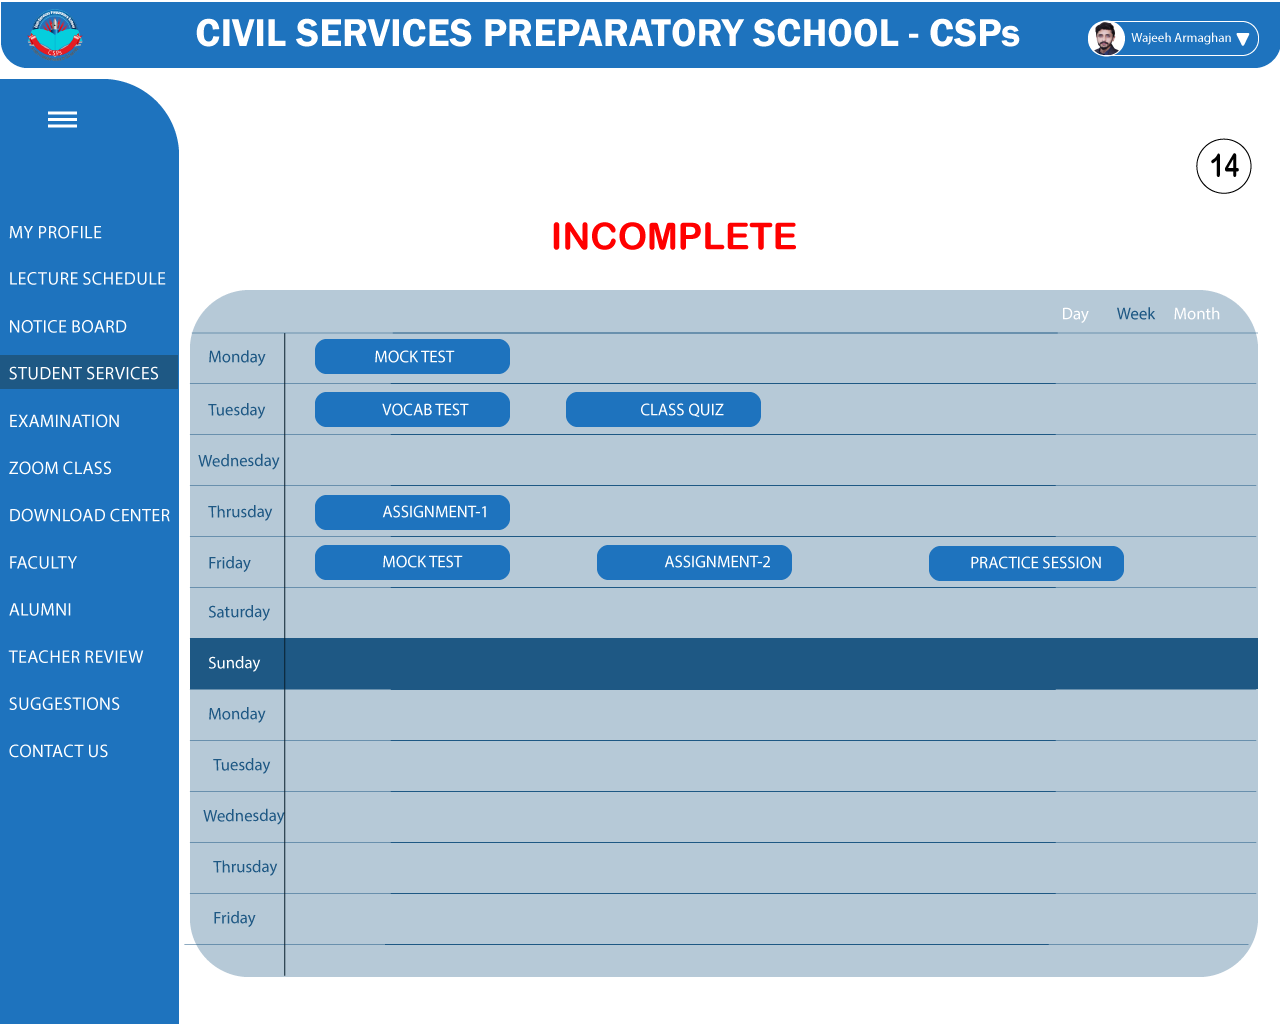 CIVIL SERVICES PREPARATORY SCHOOL - CSPs
Wajeeh Armaghan
14
MY PROFILE
LECTURE SCHEDULE
NOTICE BOARD
STUDENT SERVICES
EXAMINATION
ZOOM CLASS
DOWNLOAD CENTER
FACULTY
ALUMNI
TEACHER REVIEW
SUGGESTIONS
CONTACT US
INCOMPLETE
Day Week Month
Monday MOCK TEST
Tuesday VOCAB TEST CLASS QUIZ
Wednesday
Thrusday ASSIGNMENT-1
Friday MOCK TEST ASSIGNMENT-2 PRACTICE SESSION
Saturday
Sunday
Monday
Tuesday
Wednesday
Thrusday
Friday